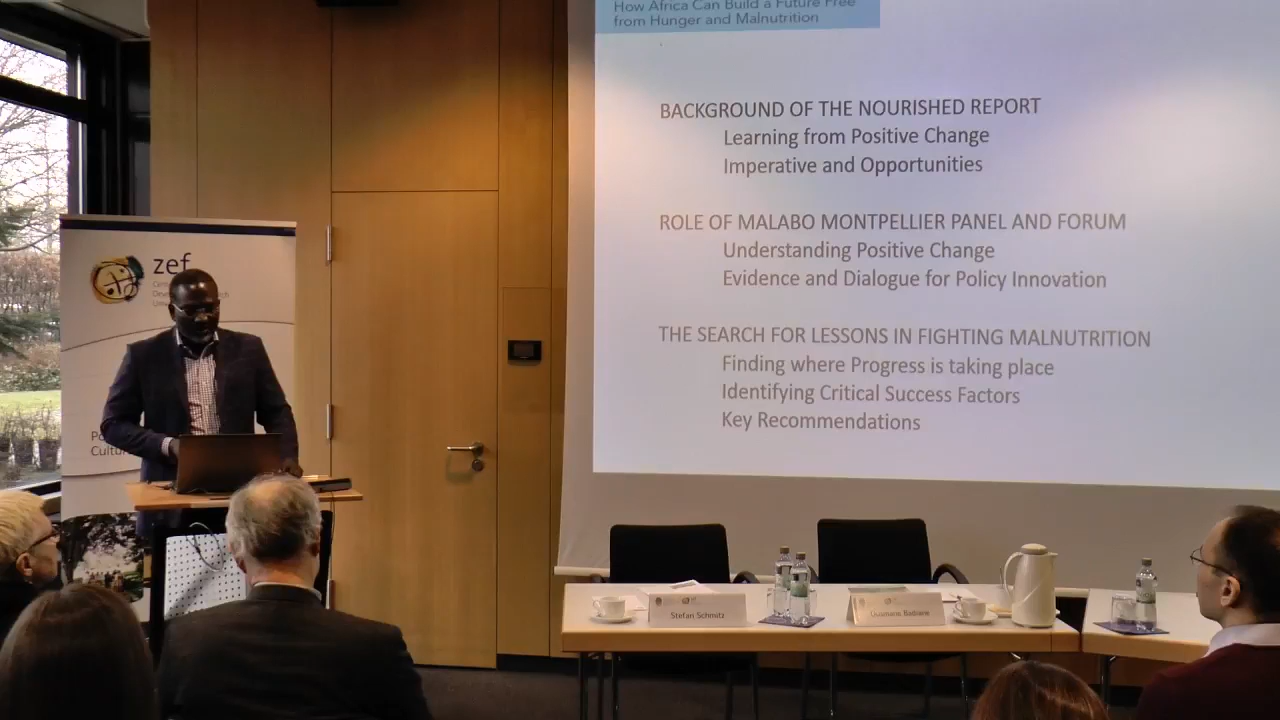 How Africa Can Build a Future Free
from Hunger and Malnutrition
BACKGROUND OF THE NOURISHED REPORT
Learning from Positive Change
Imperative and Opportunities
ROLE OF MALABO MONTPELLIER PANEL AND FORUM
Understanding Positive Change
Evidence and Dialogue for Policy Innovation
THE SEARCH FOR LESSONS IN FIGHTING MALNUTRITION
Finding where Progress is taking place
Identifying Critical Success Factors
Key Recommendations
zef
Stefan Schmitz
Ousmane Badiane